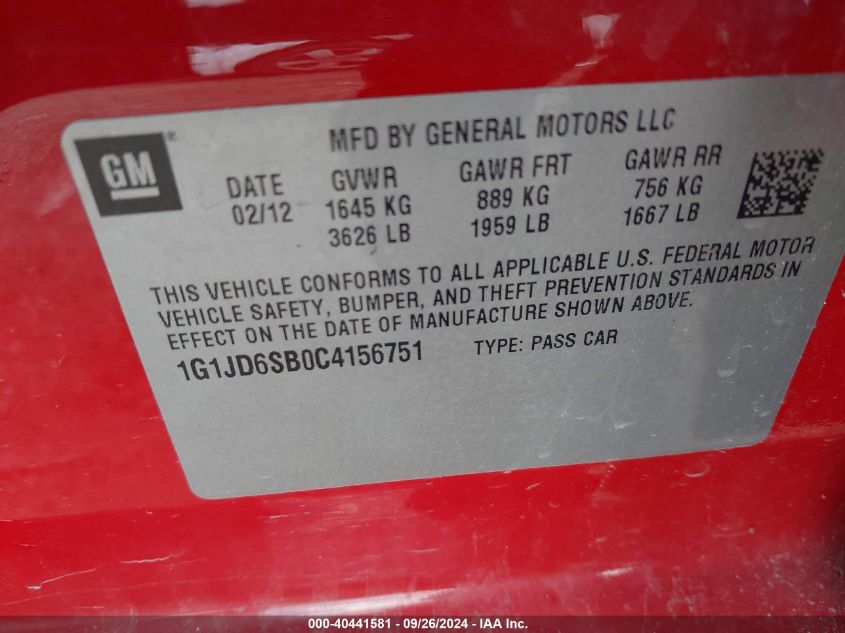 GM®
MFD BY GENERAL MOTORS LLC
DATE GVWR GAWR FRT GAWR RR
02/12 1645 KG 889 KG 756 KG
3626 LB 1959 LB 1667 LB
THIS VEHICLE CONFORMS TO ALL APPLICABLE U.S. FEDERAL MOTOR
VEHICLE SAFETY, BUMPER, AND THEFT PREVENTION STANDARDS IN
EFFECT ON THE DATE OF MANUFACTURE SHOWN ABOVE.
1G1JD6SB0C4156751 TYPE: PASS CAR
000-40441581 - 09/26/2024 - IAA Inc.